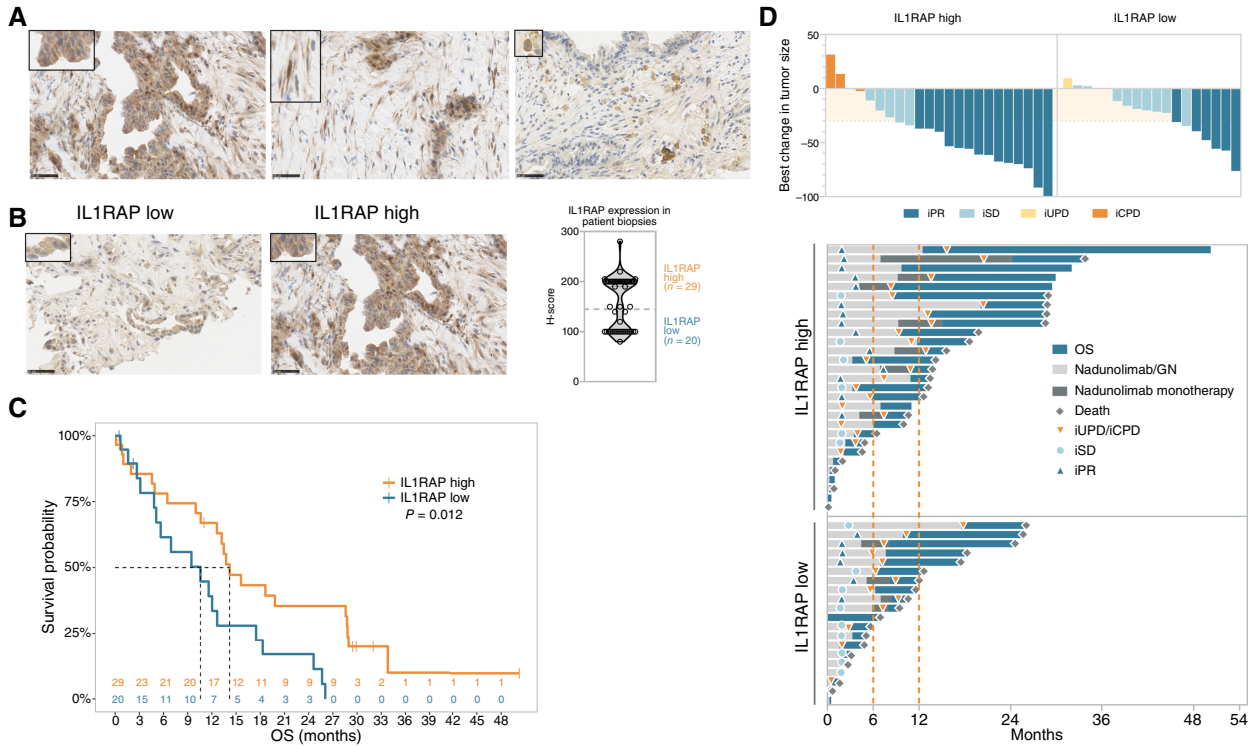 A
B
IL1RAP low
IL1RAP high
IL1RAP expression in
patient biopsies
300
200
100
0
H-score
IL1RAP
high
(n = 29)
IL1RAP
low
(n = 20)
C
100%
75%
50%
25%
0%
Survival probability
IL1RAP high
IL1RAP low
P = 0.012
29 23 21 20 17 12 11 9 9 9 3 2 1 1 1 1 1
20 15 11 10 7 5 4 3 3 0 0 0 0 0 0 0 0
0 3 6 9 12 15 18 21 24 27 30 33 36 39 42 45 48
OS (months)
D
IL1RAP high
IL1RAP low
50
0
−50
−100
Best change in tumor size
iPR
iSD
iUPD
iCPD
IL1RAP high
IL1RAP low
OS
Nadunolimab/GN
Nadunolimab monotherapy
Death
iUPD/iCPD
iSD
iPR
0 6 12 24 36 48 54
Months